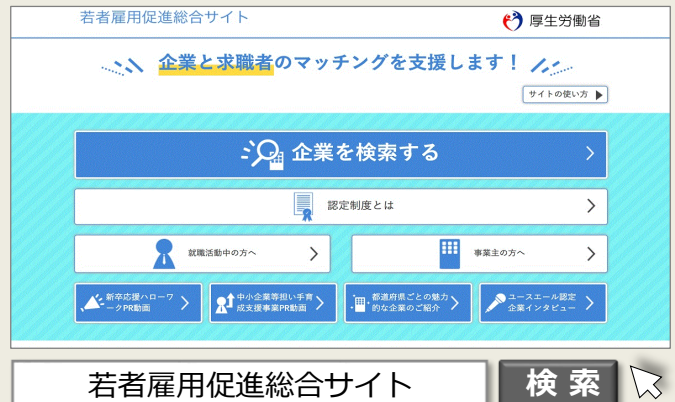 若者雇用促進総合サイト
厚生労働省
企業と求職者のマッチングを支援します!
サイトの使い方 ▶
企業を検索する
認定制度とは
就職活動中の方へ
事業主の方へ
新卒応援ハローワ
ークPR動画
中小企業等担い手育
成支援事業PR動画
都道府県ごとの魅力
的な企業のご紹介
ユースエール認定
企業インタビュー
若者雇用促進総合サイト
検索